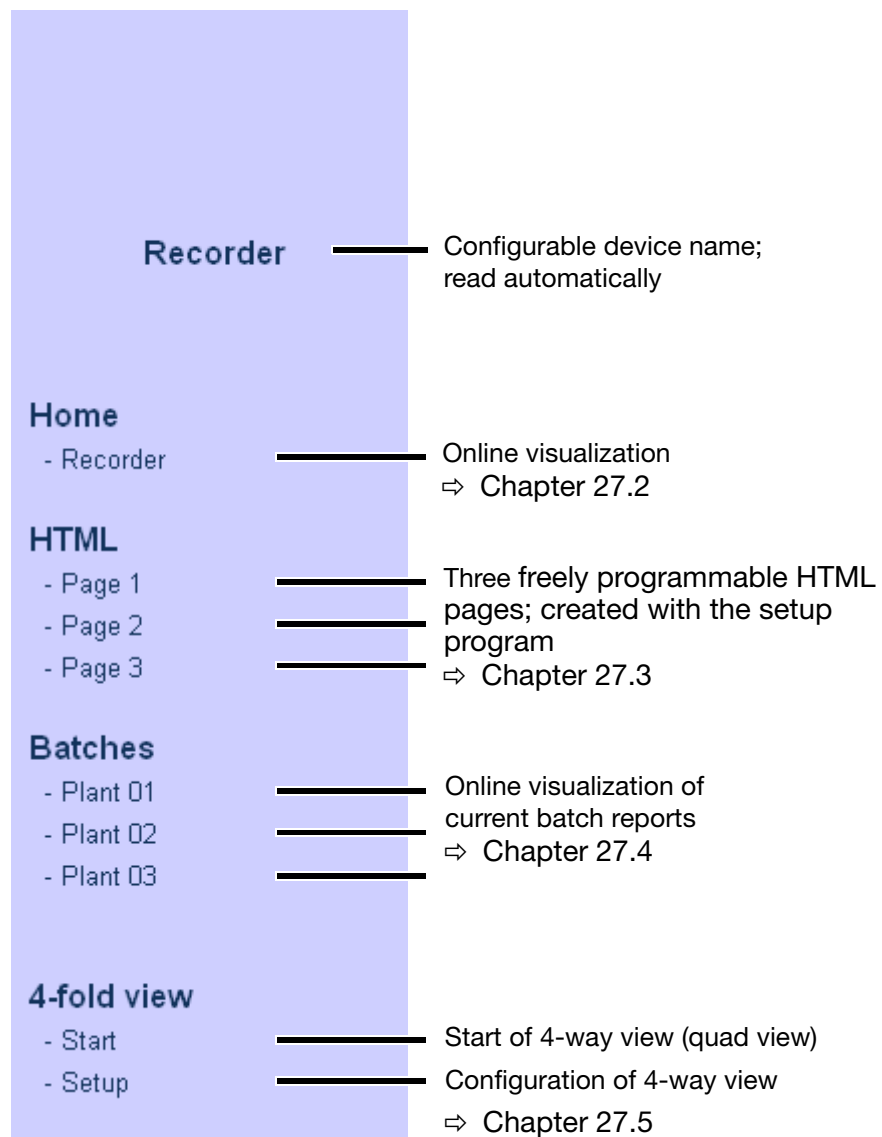 Recorder
Configurable device name;
read automatically
Home
- Recorder
Online visualization
⇨ Chapter 27.2
HTML
- Page 1
- Page 2
- Page 3
Three freely programmable HTML
pages; created with the setup
program
⇨ Chapter 27.3
Batches
- Plant 01
- Plant 02
- Plant 03
Online visualization of
current batch reports
⇨ Chapter 27.4
4-fold view
- Start
Start of 4-way view (quad view)
- Setup
Configuration of 4-way view
⇨ Chapter 27.5